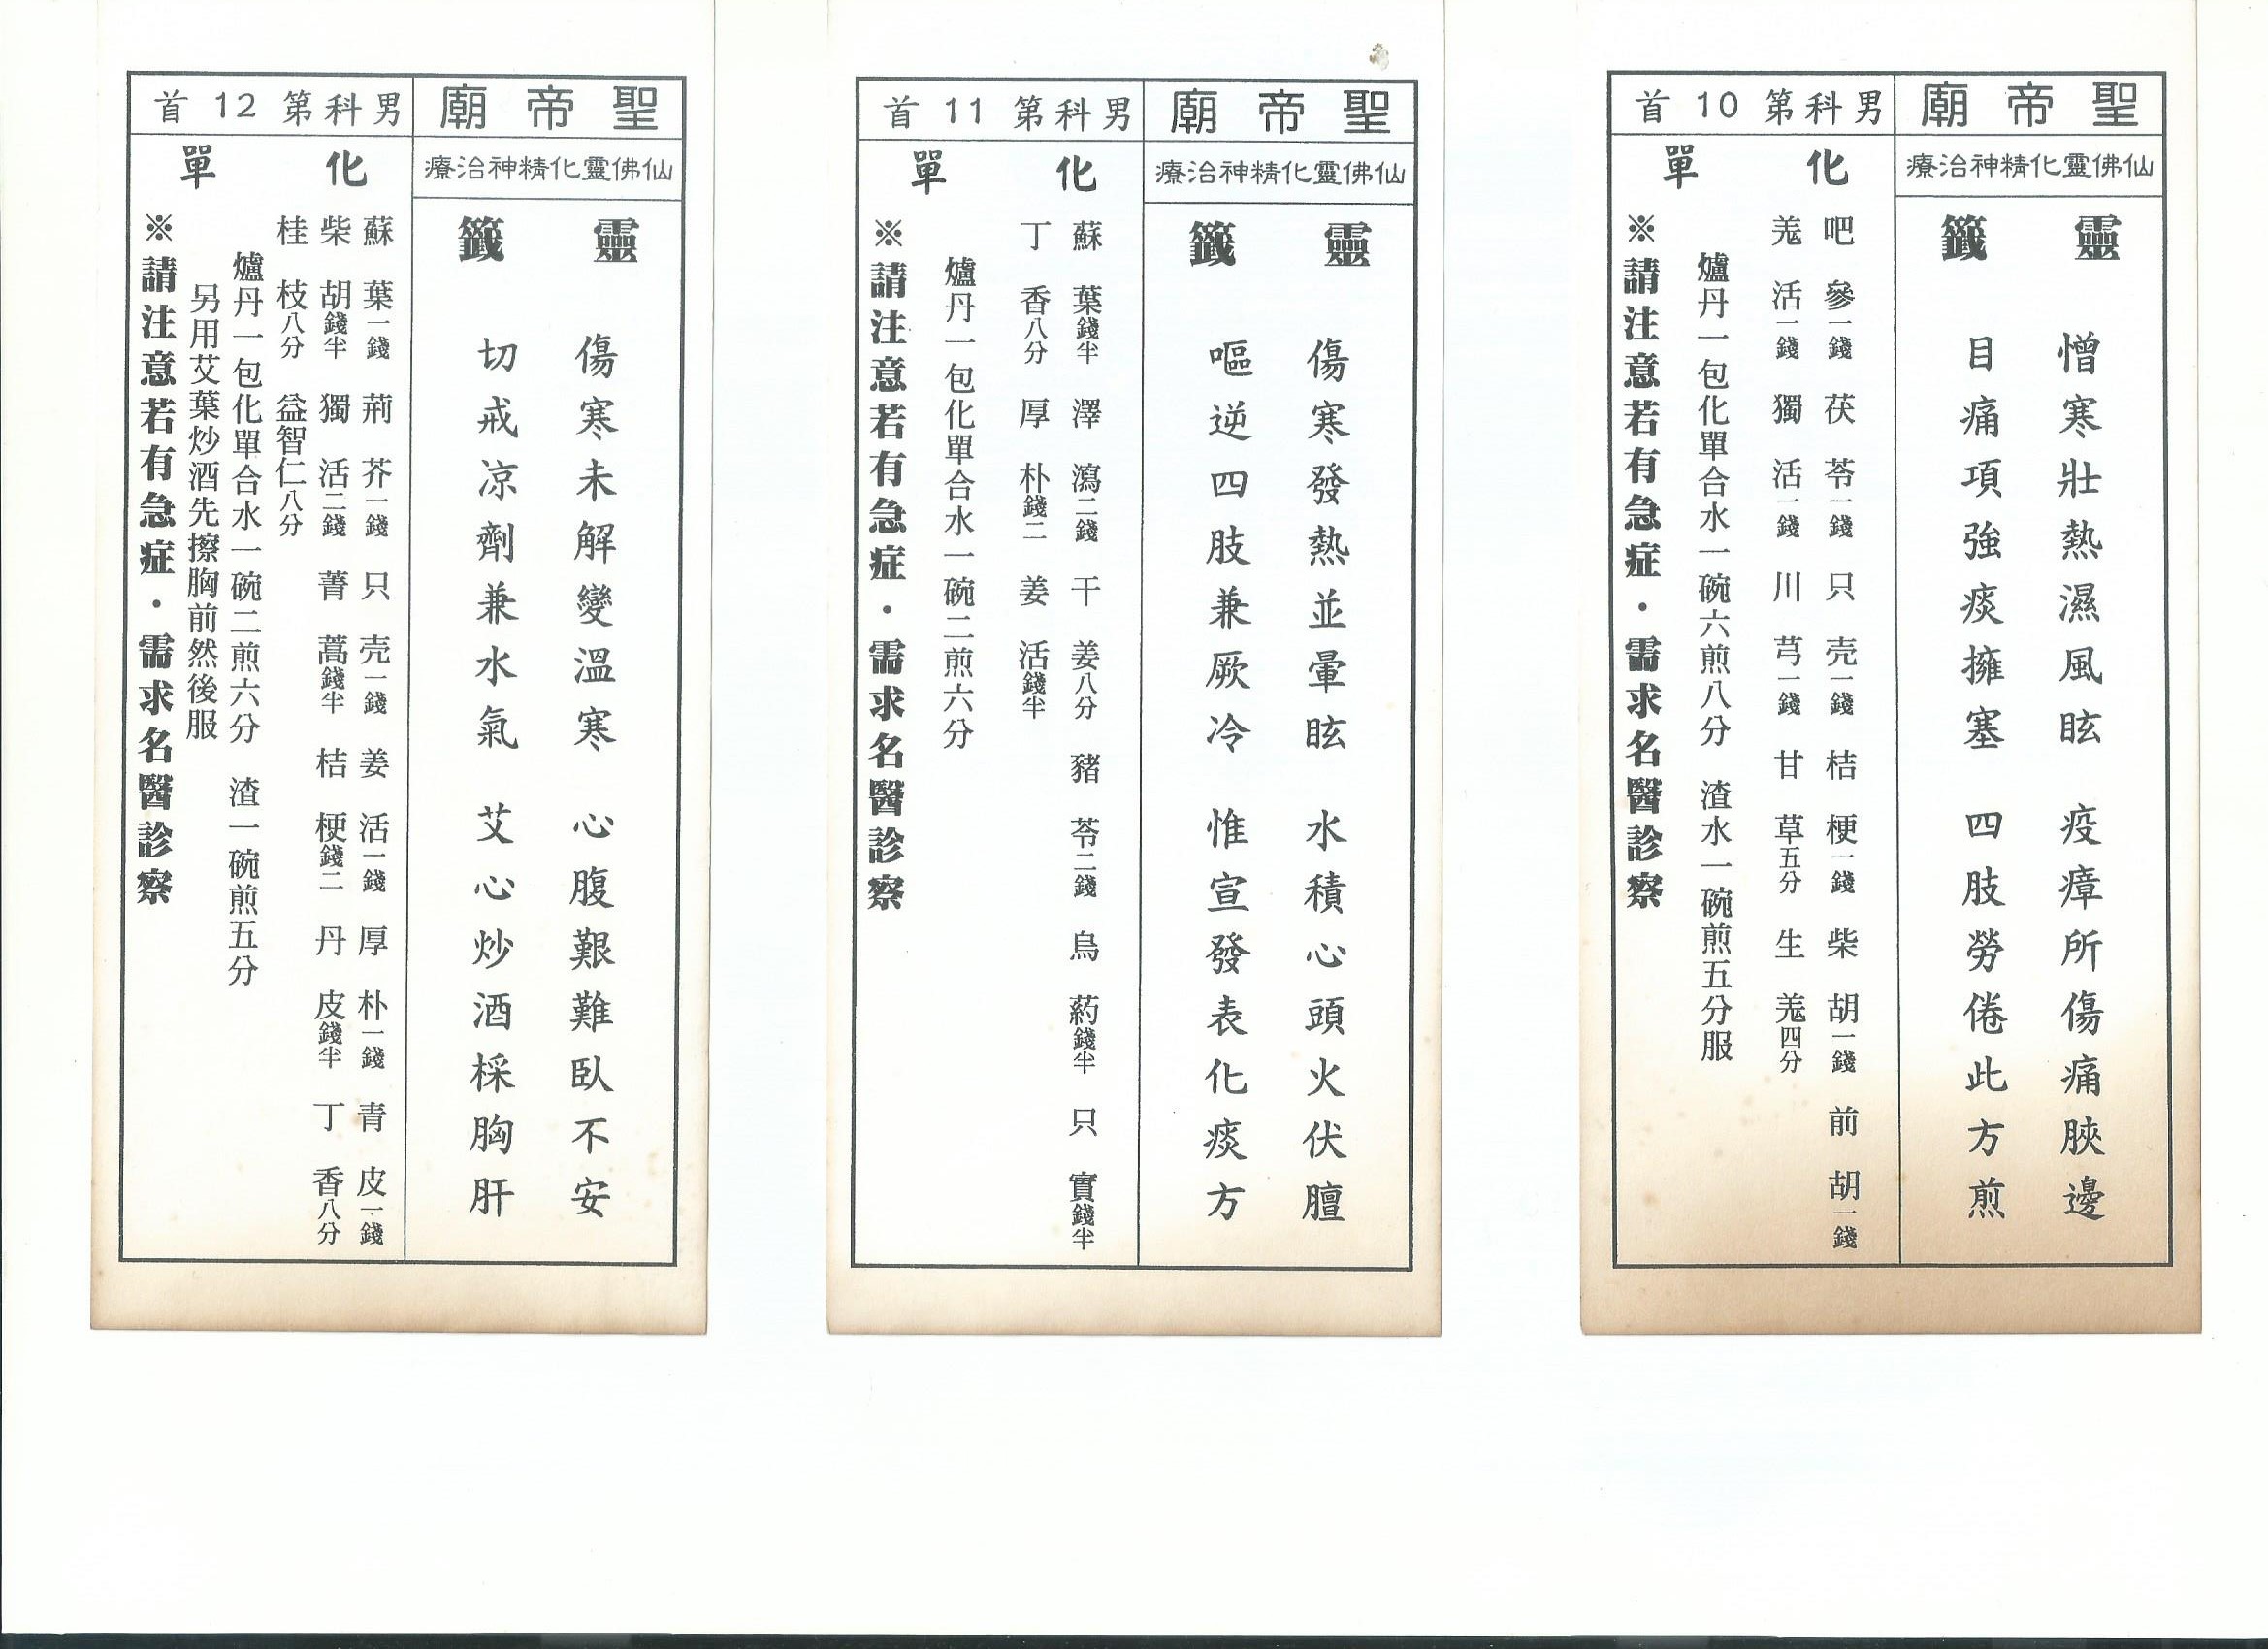 聖帝廟
男科第10首
仙佛靈化精神治療
靈籤
憎寒壯熱濕風眩　疫瘴所傷痛脥邊
目痛項強痰擁塞　四肢勞倦此方煎
化單
吧參一錢　茯苓一錢　只壳一錢　桔梗一錢　柴胡一錢　前胡一錢
羗活一錢　獨活一錢　川芎一錢　甘草五分　生羗四分
爐丹一包化單合水一碗六煎八分　渣水一碗煎五分服
※請注意若有急症・需求名醫診察
聖帝廟
男科第11首
仙佛靈化精神治療
靈籤
傷寒發熱並暈眩　水積心頭火伏膻
嘔逆四肢兼厥冷　惟宣發表化痰方
化單
蘇葉錢半　澤瀉二錢　干姜八分　豬苓二錢　烏葯錢半　只實錢半
丁香八分　厚朴錢二　姜活錢半
爐丹一包化單合水一碗二煎六分
※請注意若有急症・需求名醫診察
聖帝廟
男科第12首
仙佛靈化精神治療
靈籤
傷寒未解變溫寒　心腹艱難臥不安
切戒凉劑兼水氣　艾心炒酒採胸肝
化單
蘇葉一錢　荊芥一錢　只壳一錢　姜活一錢　厚朴一錢　青皮一錢
柴胡錢半　獨活二錢　菁蒿錢半　桔梗錢二　丹皮錢半　丁香八分
桂枝八分　益智仁八分
爐丹一包化單合水一碗二煎六分　渣一碗煎五分
另用艾葉炒酒先擦胸前然後服
※請注意若有急症・需求名醫診察